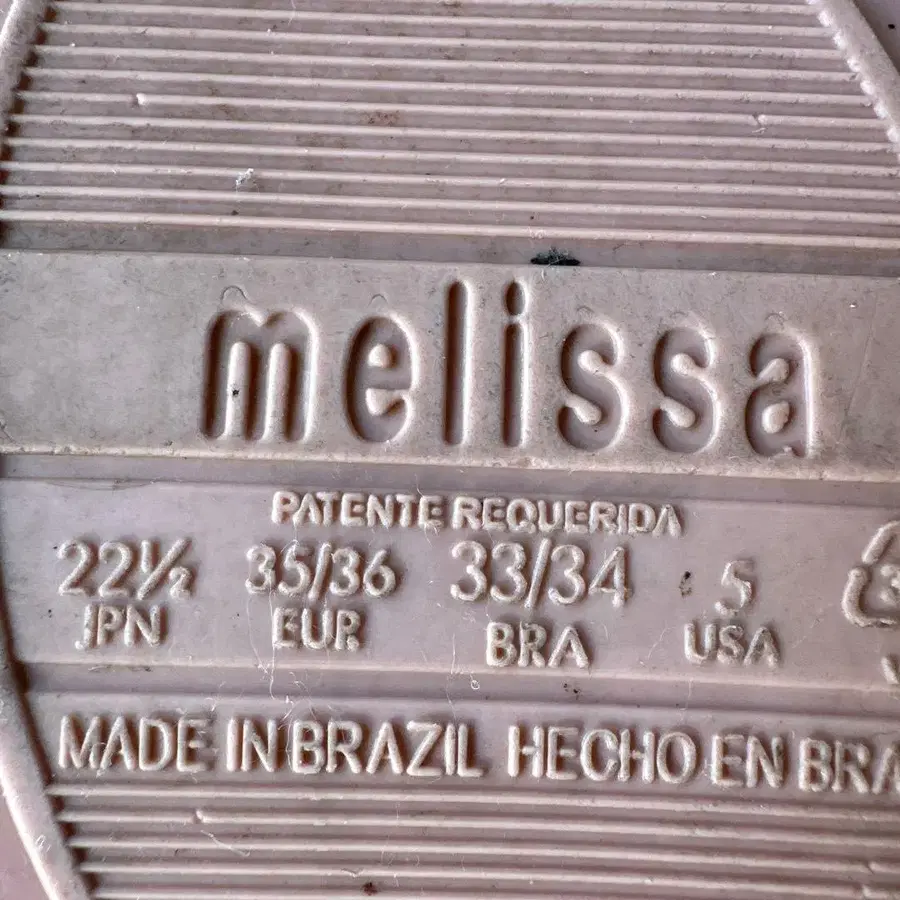 melissa
PATENTE REQUERIDA
22½ 35/36 33/34 5
JPN EUR BRA USA
MADE IN BRAZIL HECHO EN BRA